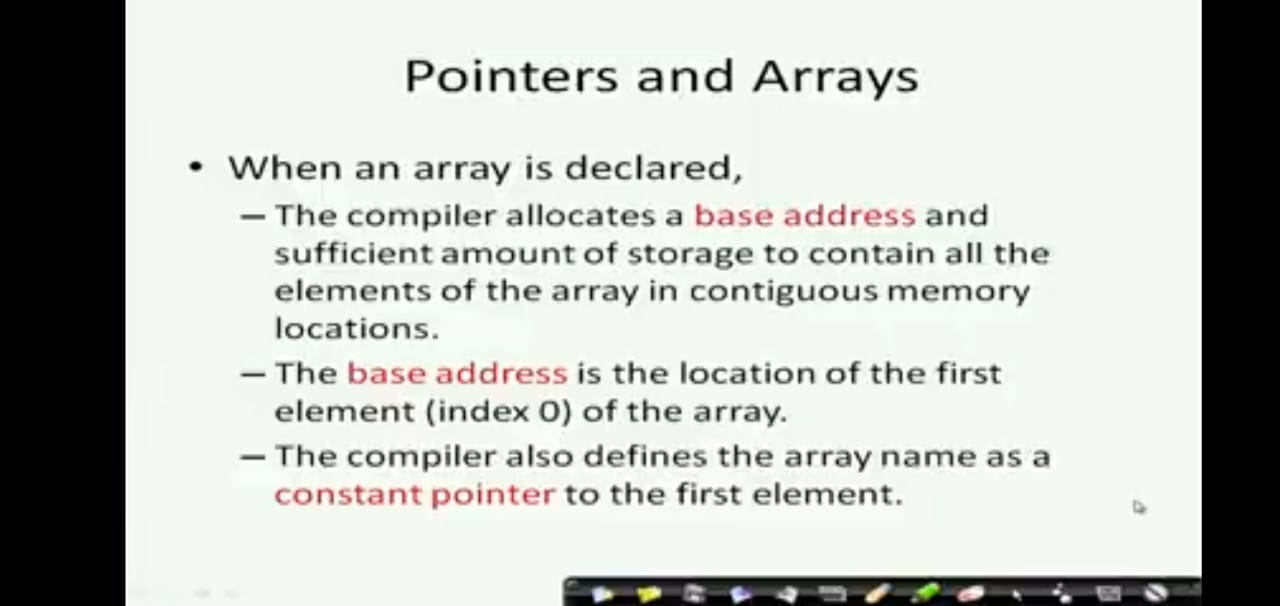 Pointers and Arrays
• When an array is declared,
– The compiler allocates a base address and
sufficient amount of storage to contain all the
elements of the array in contiguous memory
locations.
– The base address is the location of the first
element (index 0) of the array.
– The compiler also defines the array name as a
constant pointer to the first element.